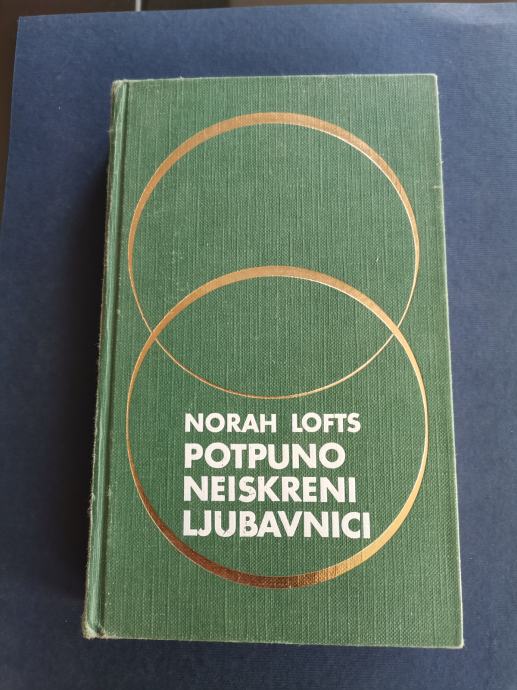 NORAH LOFTS
POTPUNO
NEISKRENI
LJUBAVNICI